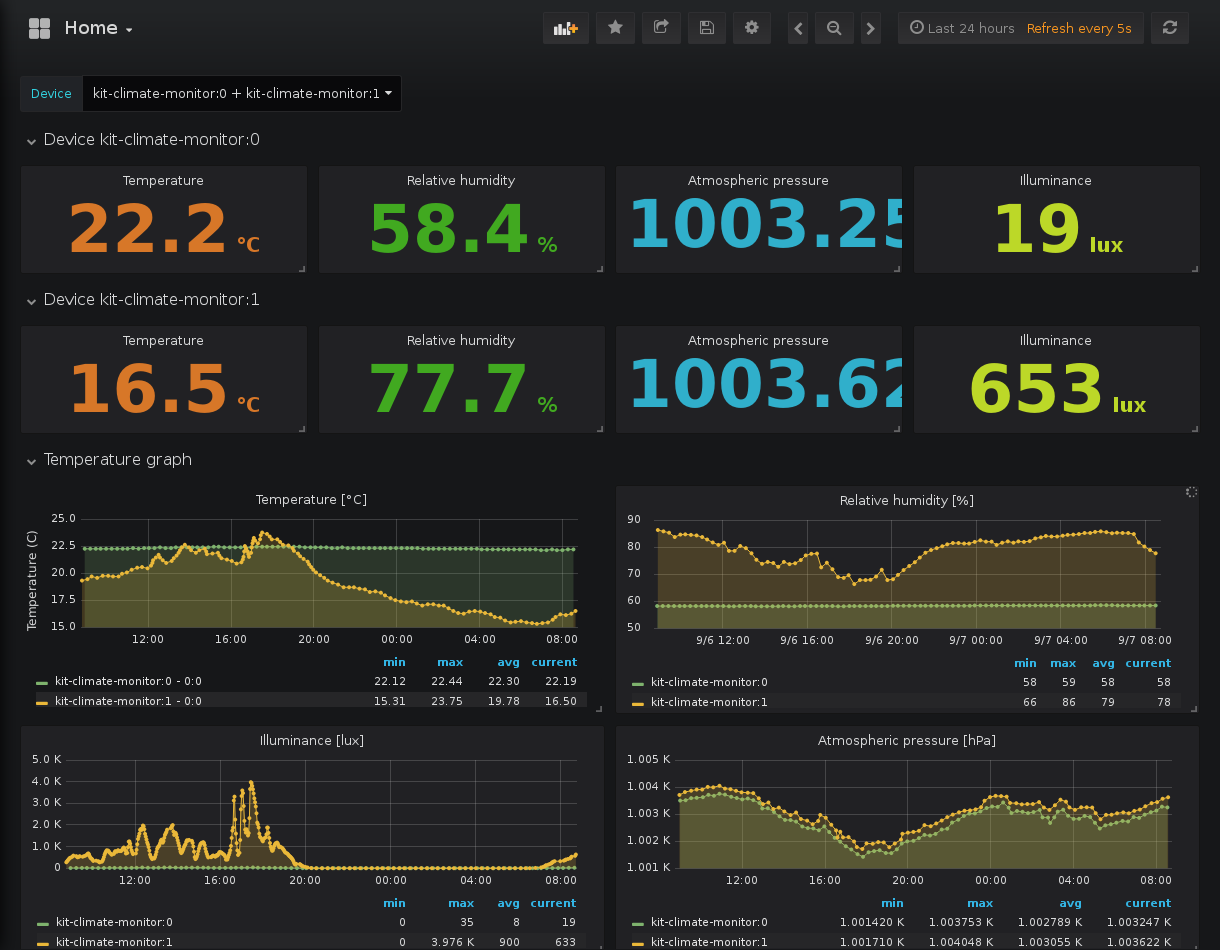 Home
Last 24 hours Refresh every 5s
Device kit-climate-monitor:0 + kit-climate-monitor:1
Device kit-climate-monitor:0
Temperature Relative humidity Atmospheric pressure Illuminance
22.2 °C 58.4 % 1003.25 19 lux
Device kit-climate-monitor:1
Temperature Relative humidity Atmospheric pressure Illuminance
16.5 °C 77.7 % 1003.62 653 lux
Temperature graph
Temperature [°C]
Temperature (C)
25.0
22.5
20.0
17.5
15.0
12:00 16:00 20:00 00:00 04:00 08:00
min max avg current
kit-climate-monitor:0 - 0:0 22.12 22.44 22.30 22.19
kit-climate-monitor:1 - 0:0 15.31 23.75 19.78 16.50
Relative humidity [%]
90
80
70
60
50
9/6 12:00 9/6 16:00 9/6 20:00 9/7 00:00 9/7 04:00 9/7 08:00
min max avg current
kit-climate-monitor:0 58 59 58 58
kit-climate-monitor:1 66 86 79 78
Illuminance [lux]
5.0 K
4.0 K
3.0 K
2.0 K
1.0 K
0
12:00 16:00 20:00 00:00 04:00 08:00
min max avg current
kit-climate-monitor:0 0 35 8 19
kit-climate-monitor:1 0 3.976 K 900 633
Atmospheric pressure [hPa]
1.005 K
1.004 K
1.003 K
1.002 K
1.001 K
12:00 16:00 20:00 00:00 04:00 08:00
min max avg current
kit-climate-monitor:0 1.001420 K 1.003753 K 1.002789 K 1.003247 K
kit-climate-monitor:1 1.001710 K 1.004048 K 1.003055 K 1.003622 K